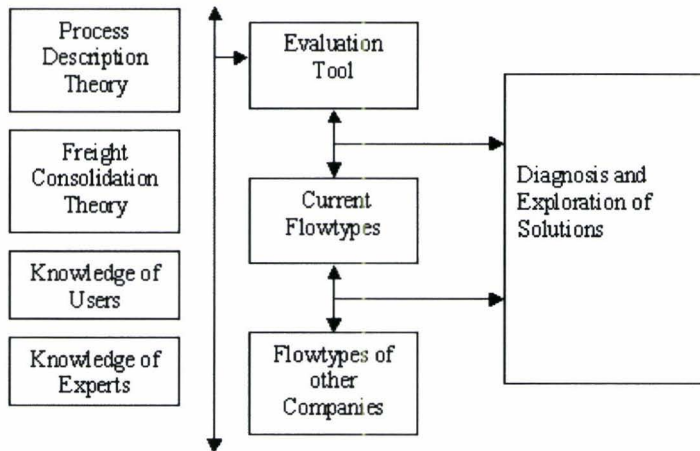 Process
Description
Theory
Freight
Consolidation
Theory
Knowledge of
Users
Knowledge of
Experts
Evaluation
Tool
Current
Flowtypes
Flowtypes of
other
Companies
Diagnosis and
Exploration of
Solutions